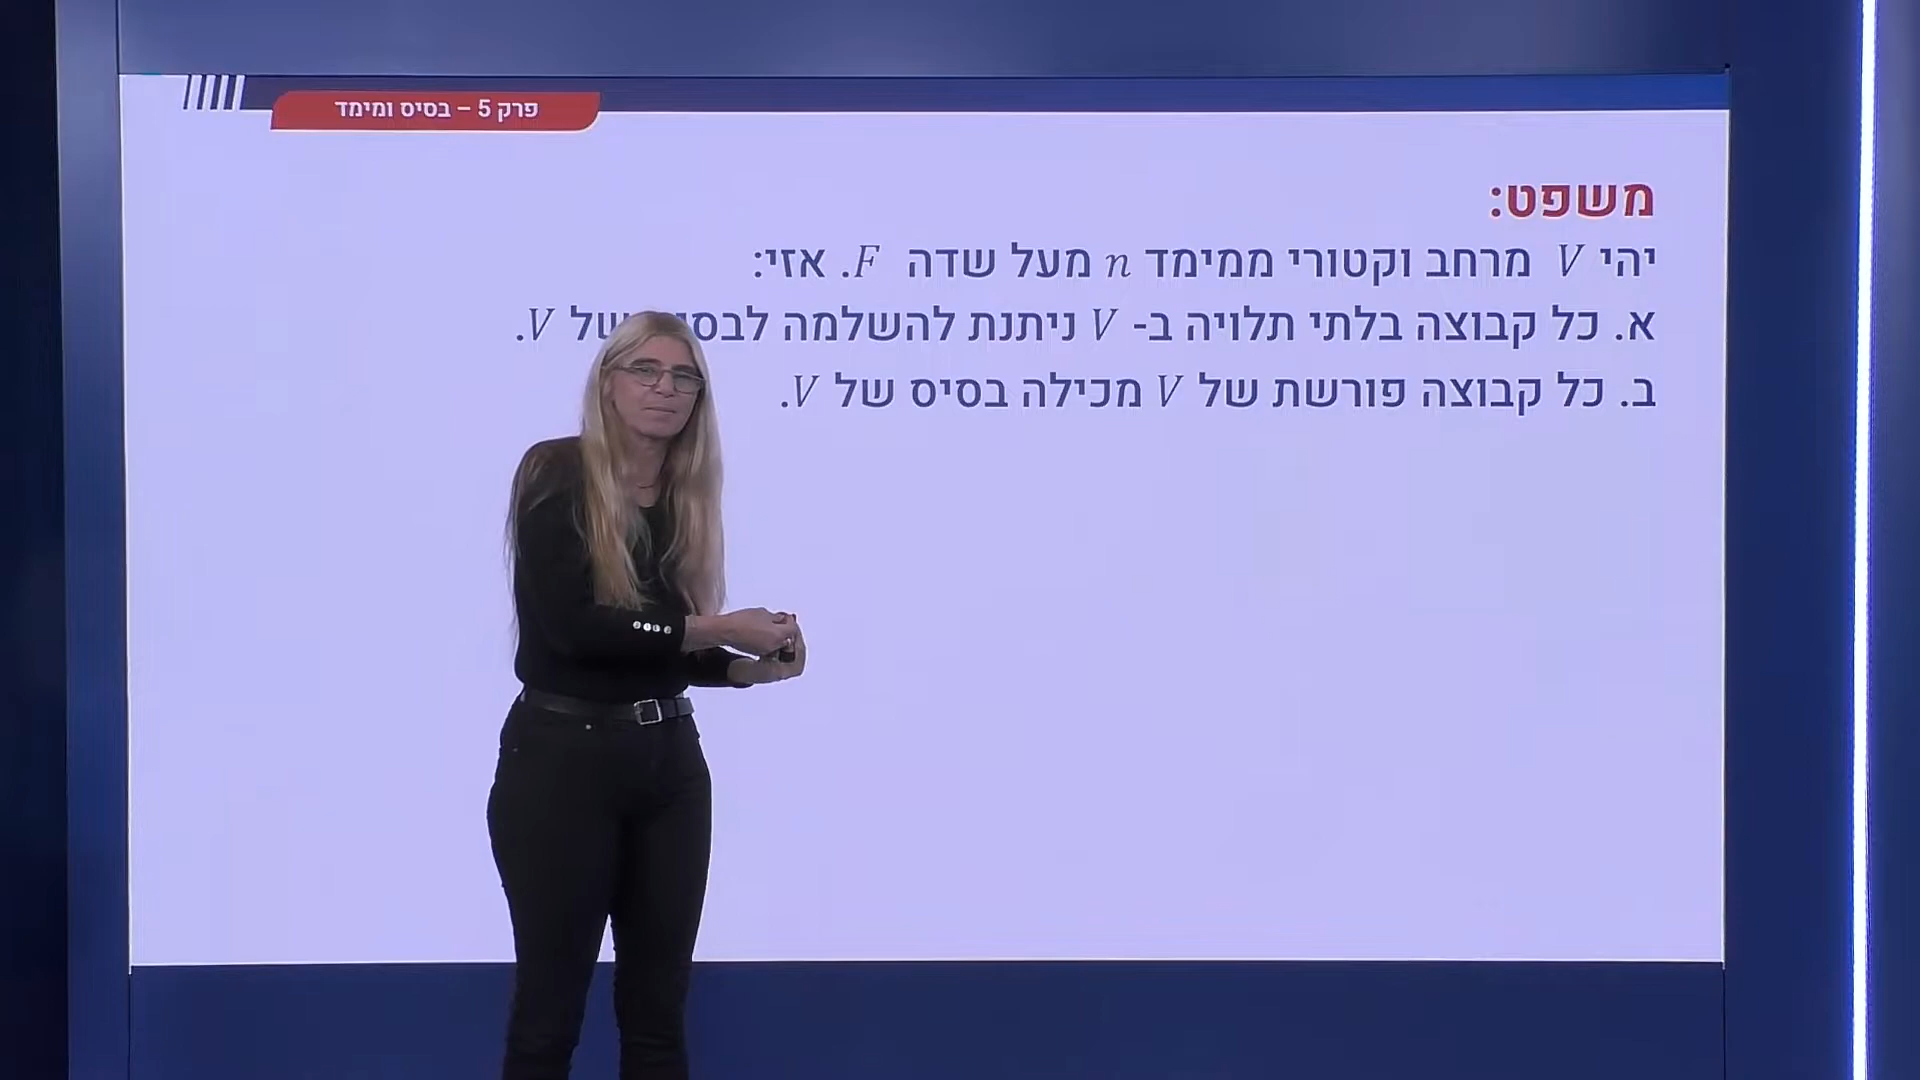 פרק 5 – בסיס ומימד
משפט:
יהי V מרחב וקטורי ממימד n מעל שדה F. אזי:
א. כל קבוצה בלתי תלויה ב- V ניתנת להשלמה של V.
ב. כל קבוצה פורשת של V מכילה בסיס של V.